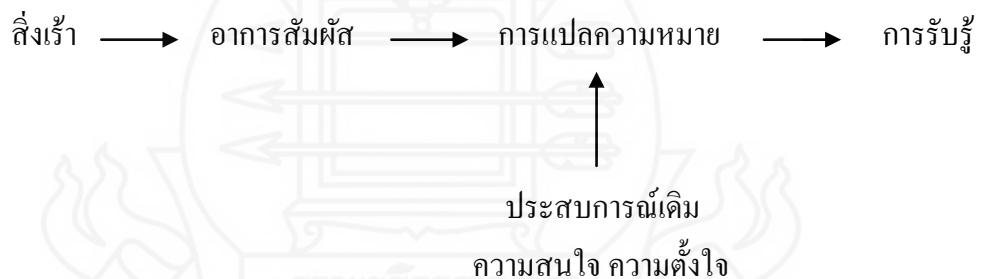 สิ่งเร้า อาการสัมผัส การแปลความหมาย การรับรู้
ประสบการณ์เดิม
ความสนใจ ความตั้งใจ